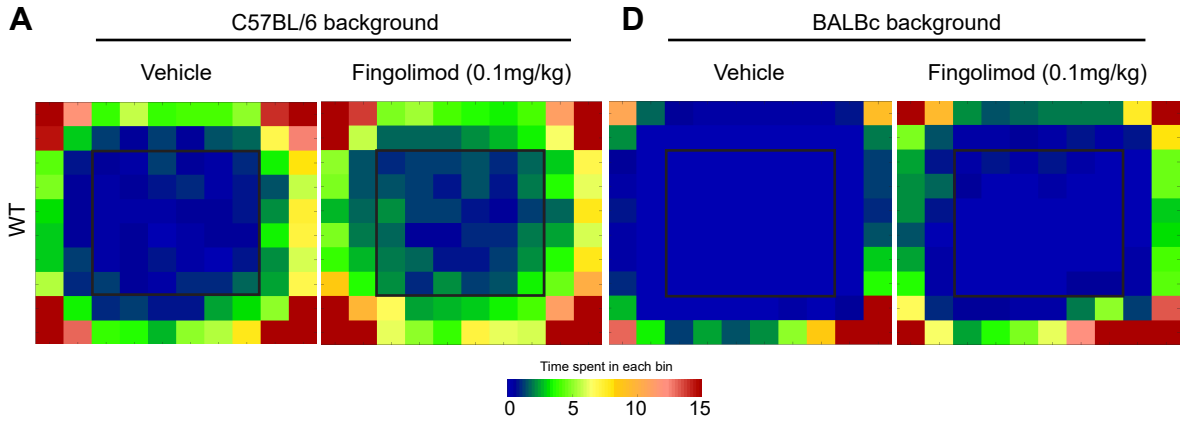 A
C57BL/6 background
D
BALBc background
Vehicle
Fingolimod (0.1mg/kg)
Vehicle
Fingolimod (0.1mg/kg)
WT
Time spent in each bin
0
5
10
15